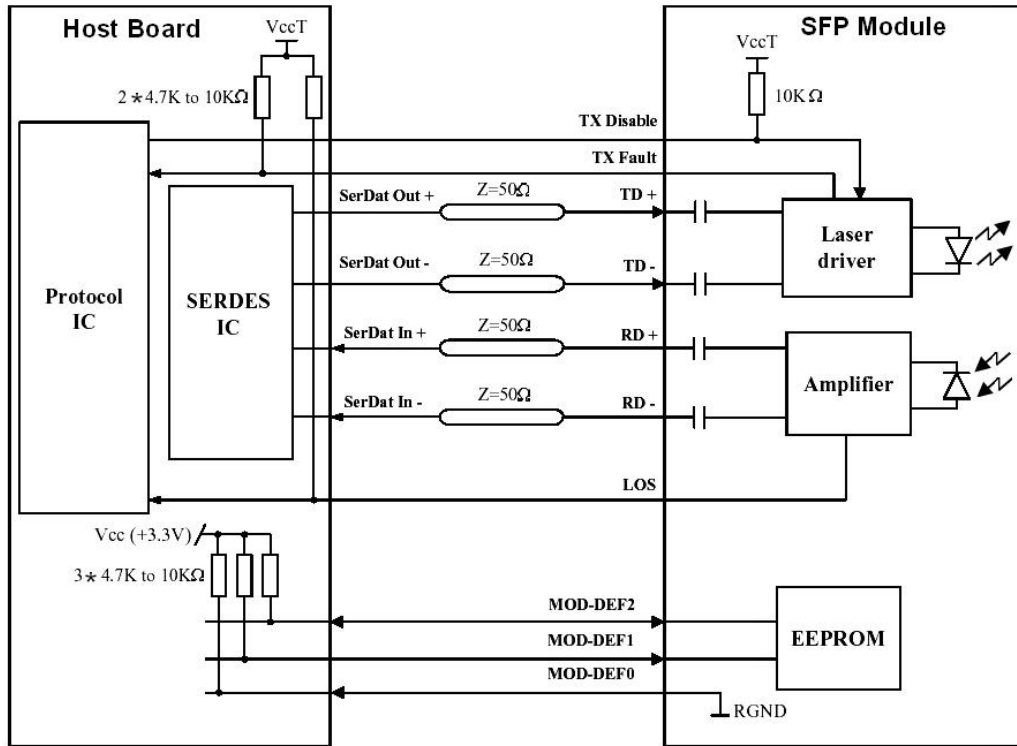 Host Board
SFP Module
VccT
VccT
2*4.7K to 10KΩ
10K Ω
TX Disable
TX Fault
SerDat Out +
Z=50Ω
TD +
SerDat Out -
Z=50Ω
TD -
Laser
driver
Protocol
IC
SERDES
IC
SerDat In +
Z=50Ω
RD +
Amplifier
SerDat In -
Z=50Ω
RD -
LOS
Vcc (+3.3V)
3*4.7K to 10KΩ
MOD-DEF2
MOD-DEF1
EEPROM
MOD-DEF0
RGND